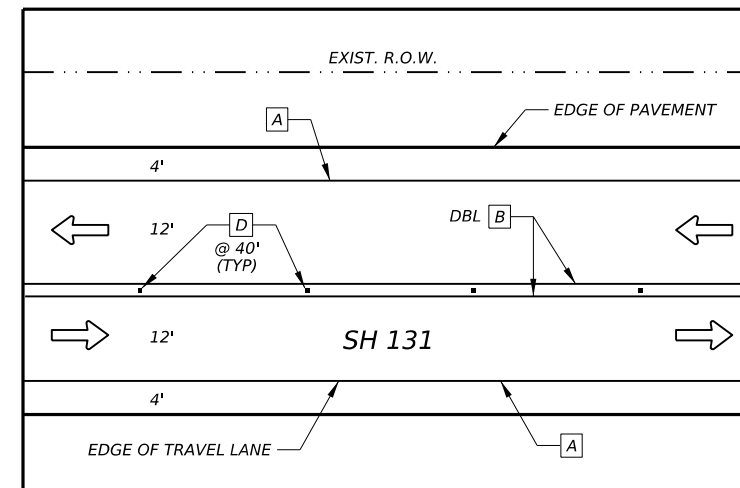 EXIST. R.O.W.
EDGE OF PAVEMENT
A
4'
12'
D
@ 40'
(TYP)
DBL B
12'
SH 131
4'
EDGE OF TRAVEL LANE
A